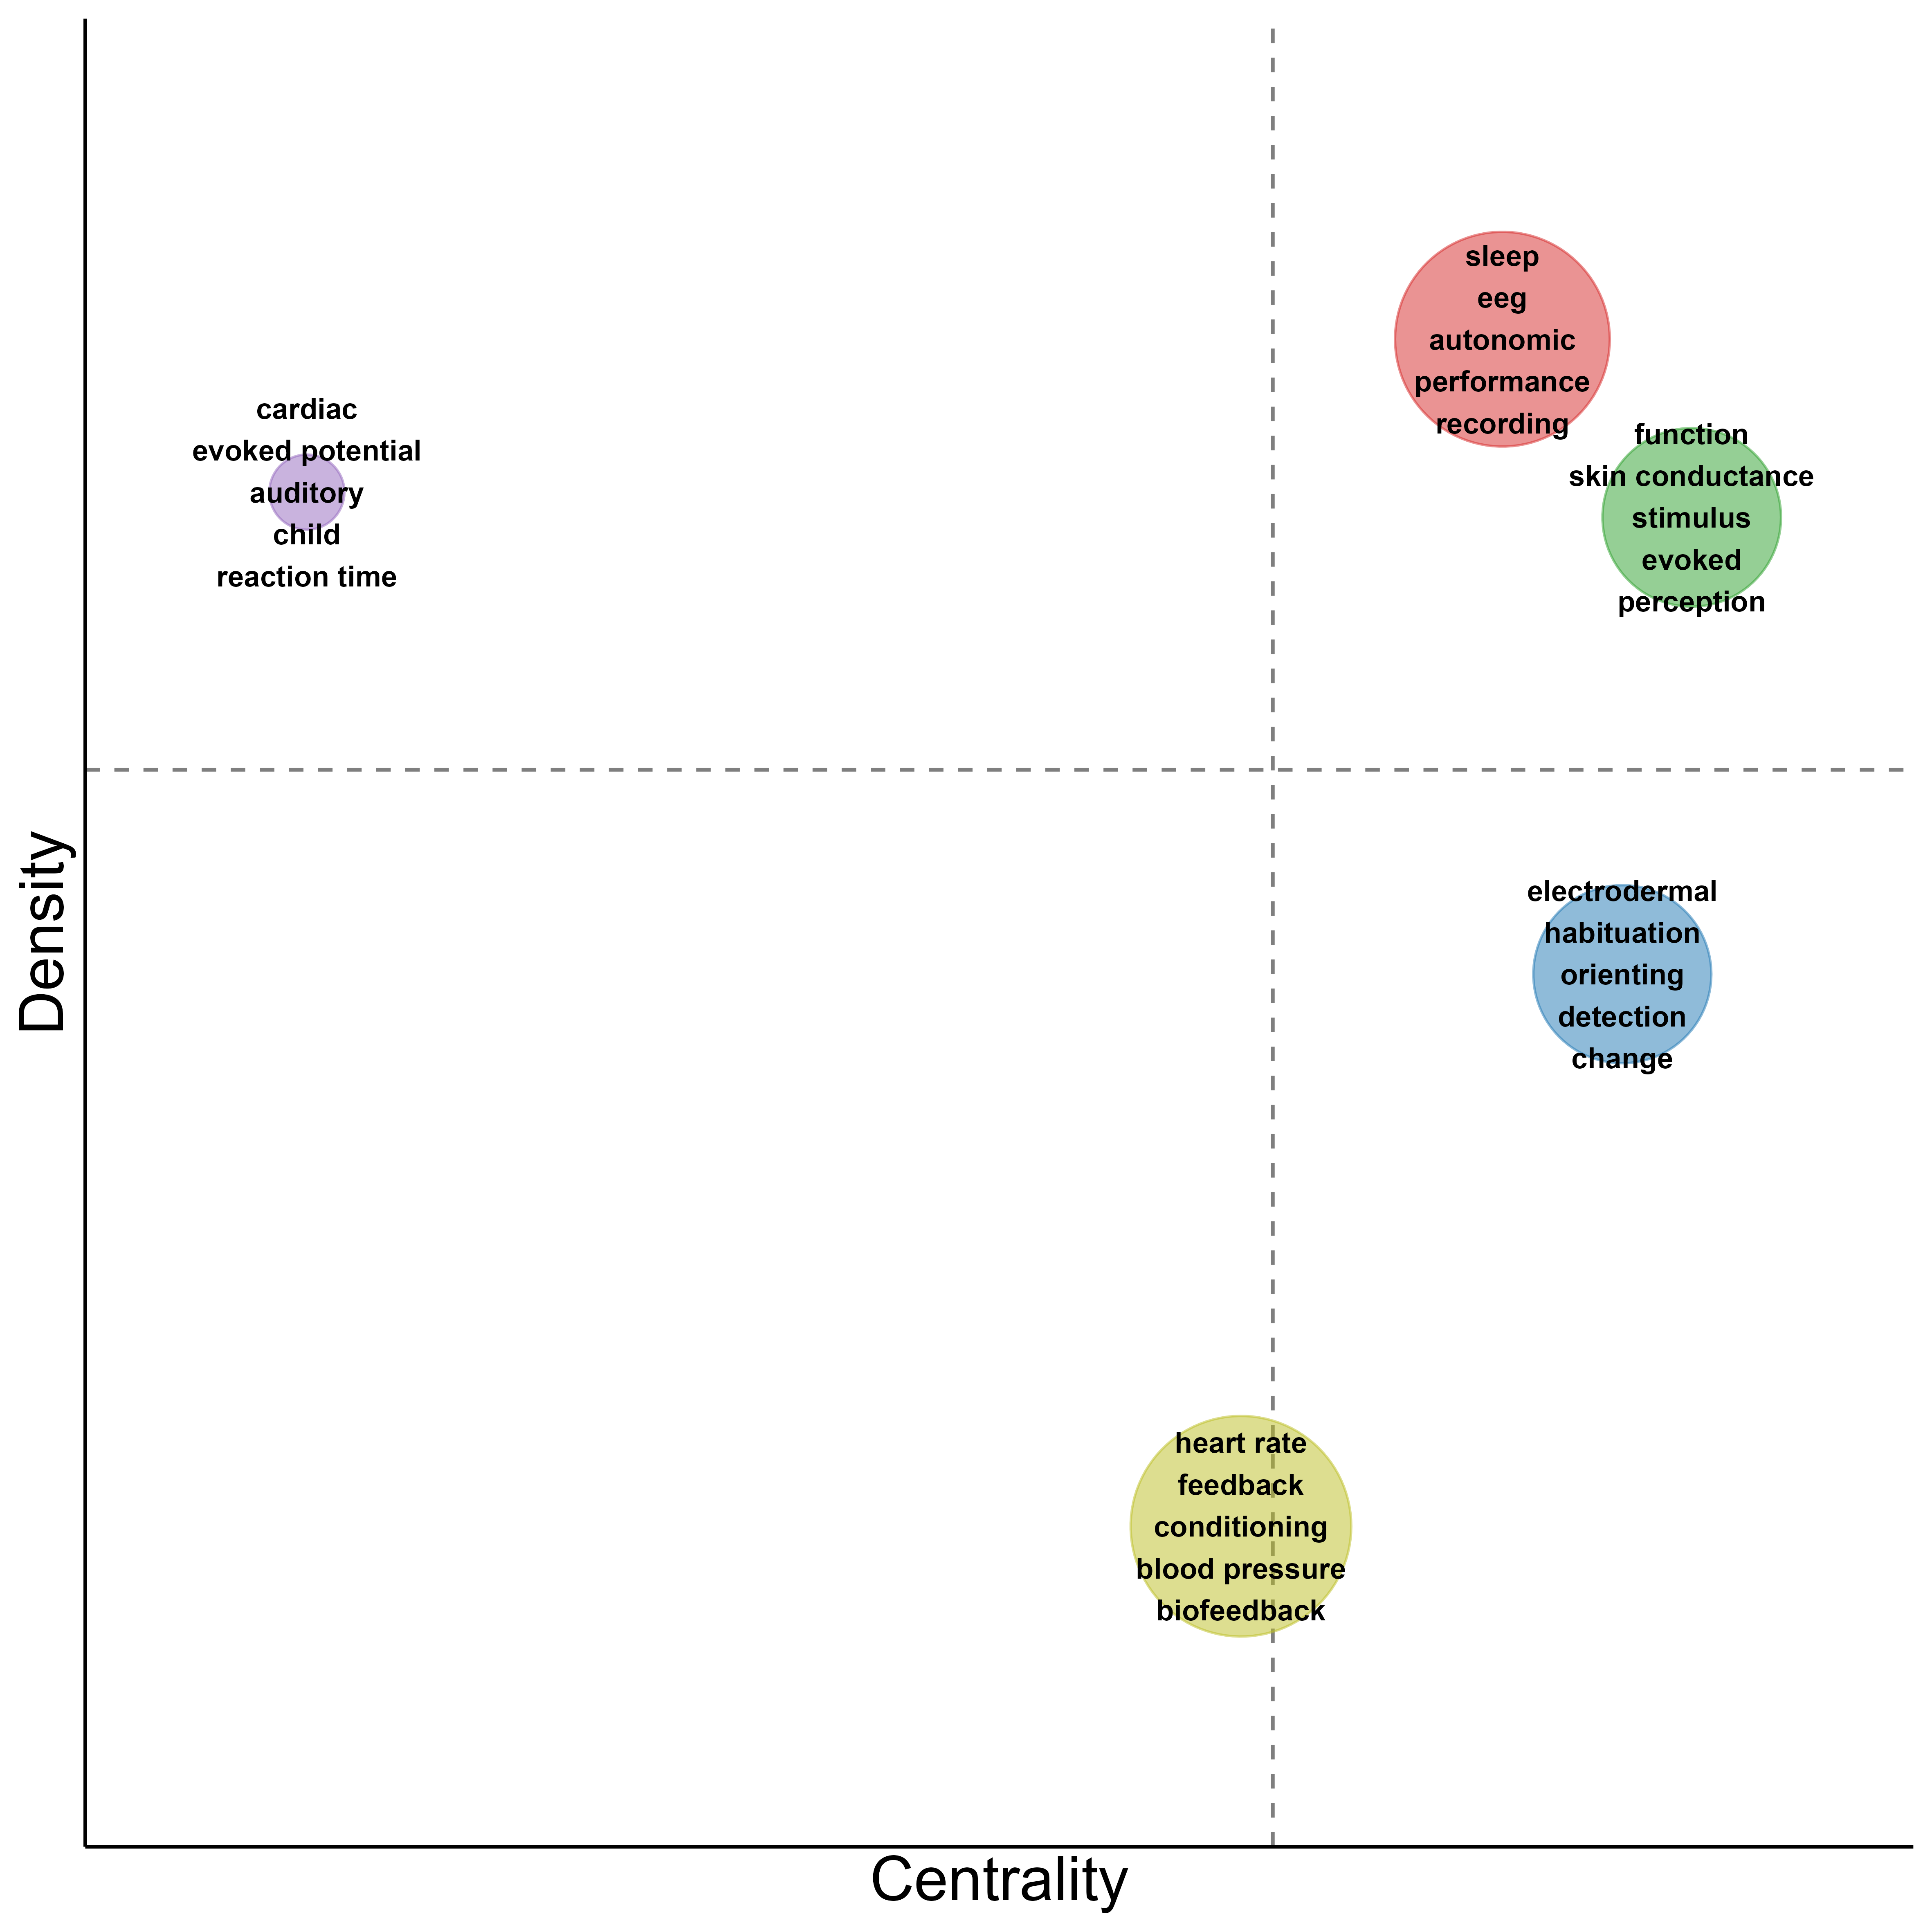 sleep
eeg
autonomic
performance
recording
cardiac
evoked potential
auditory
child
reaction time
function
skin conductance
stimulus
evoked
perception
electrodermal
habituation
orienting
detection
change
heart rate
feedback
conditioning
blood pressure
biofeedback
Density
Centrality